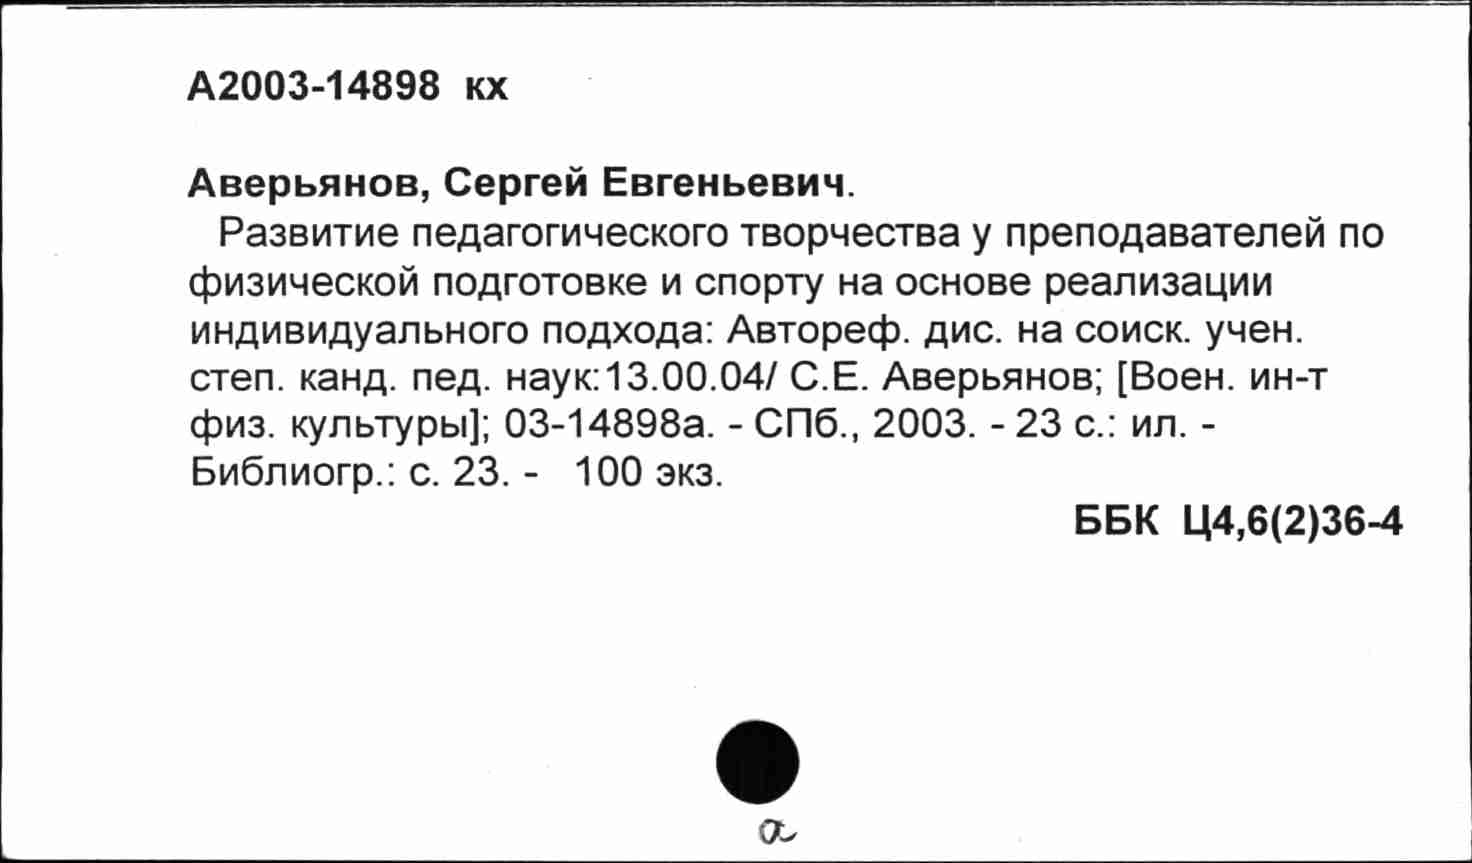 А2003-14898 кх
Аверьянов, Сергей Евгеньевич.
Развитие педагогического творчества у преподавателей по
физической подготовке и спорту на основе реализации
индивидуального подхода: Автореф. дис. на соиск. учен.
степ. канд. пед. наук:13.00.04/ С.Е. Аверьянов; [Воен. ин-т
физ. культуры]; 03-14898а. - СПб., 2003. - 23 с.: ил. -
Библиогр.: с. 23. - 100 экз.
ББК Ц4,6(2)36-4
а